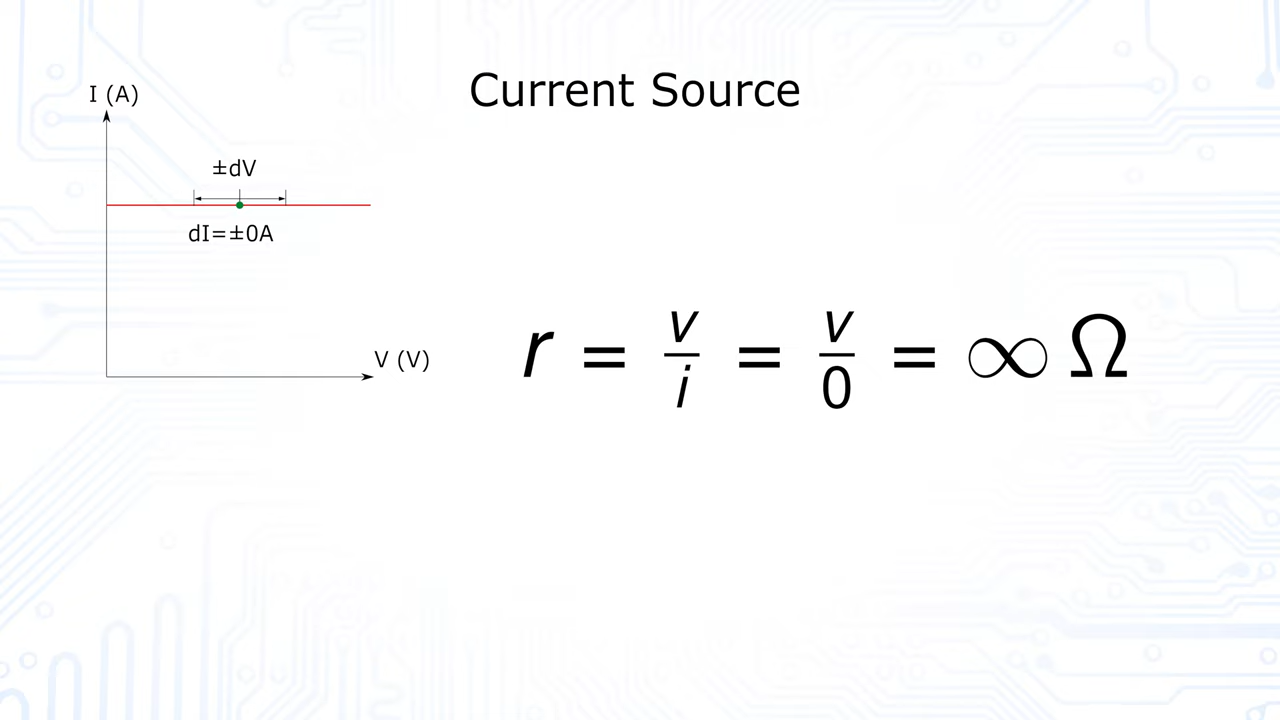 Current Source
I (A)
±dV
dI=±0A
V (V)
r = v/i = v/0 = ∞ Ω